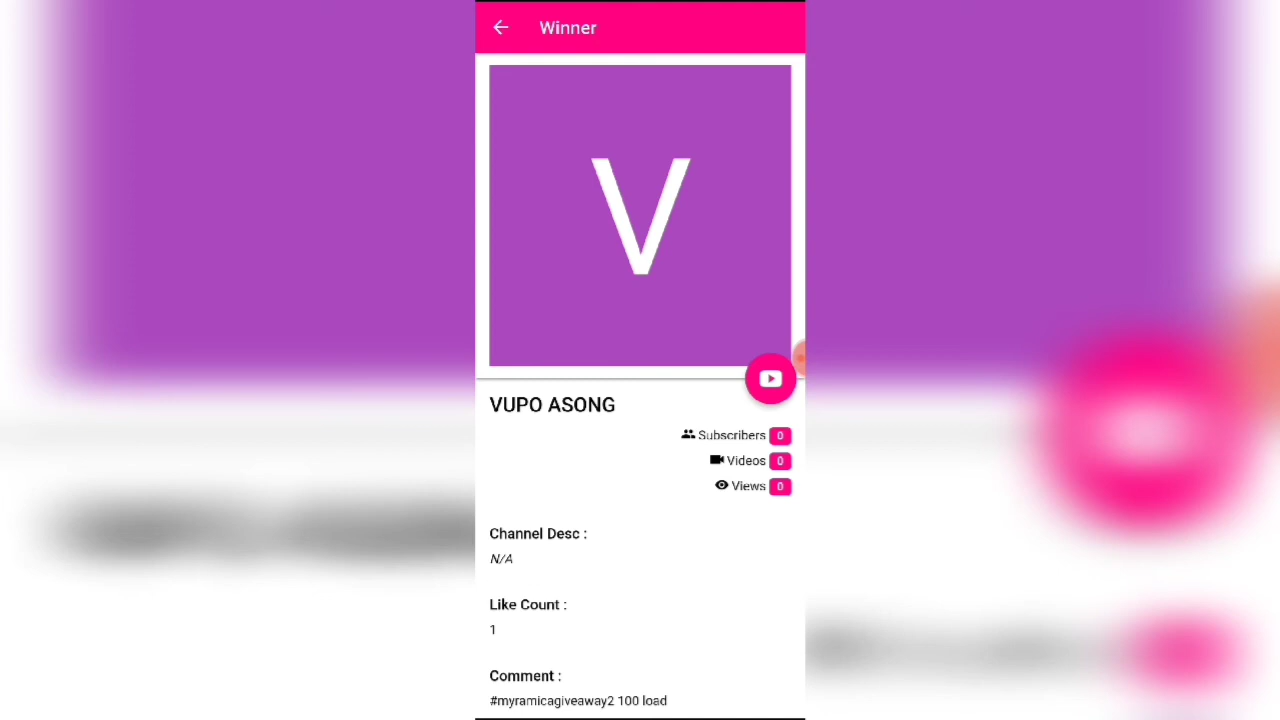 Winner
V
VUPO ASONG
Subscribers 0
Videos 0
Views 0
Channel Desc :
N/A
Like Count :
1
Comment :
#myramicagiveaway2 100 load